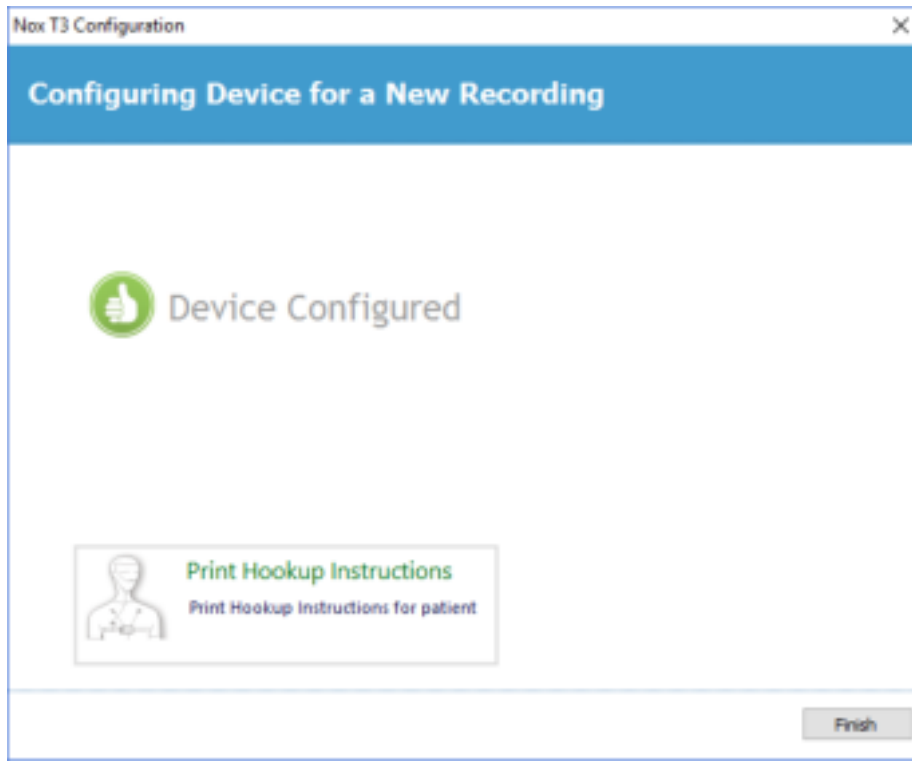 Nox T3 Configuration
Configuring Device for a New Recording
Device Configured
Print Hookup Instructions
Print Hookup Instructions for patient
Finish